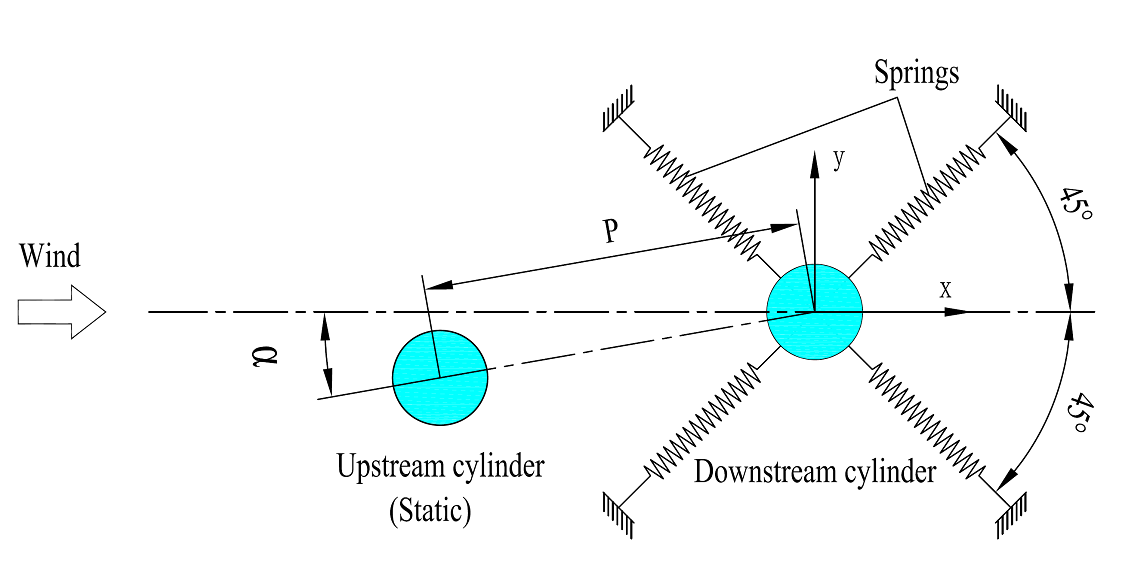 Springs
y
45°
P
Wind
x
α
45°
Upstream cylinder
(Static)
Downstream cylinder